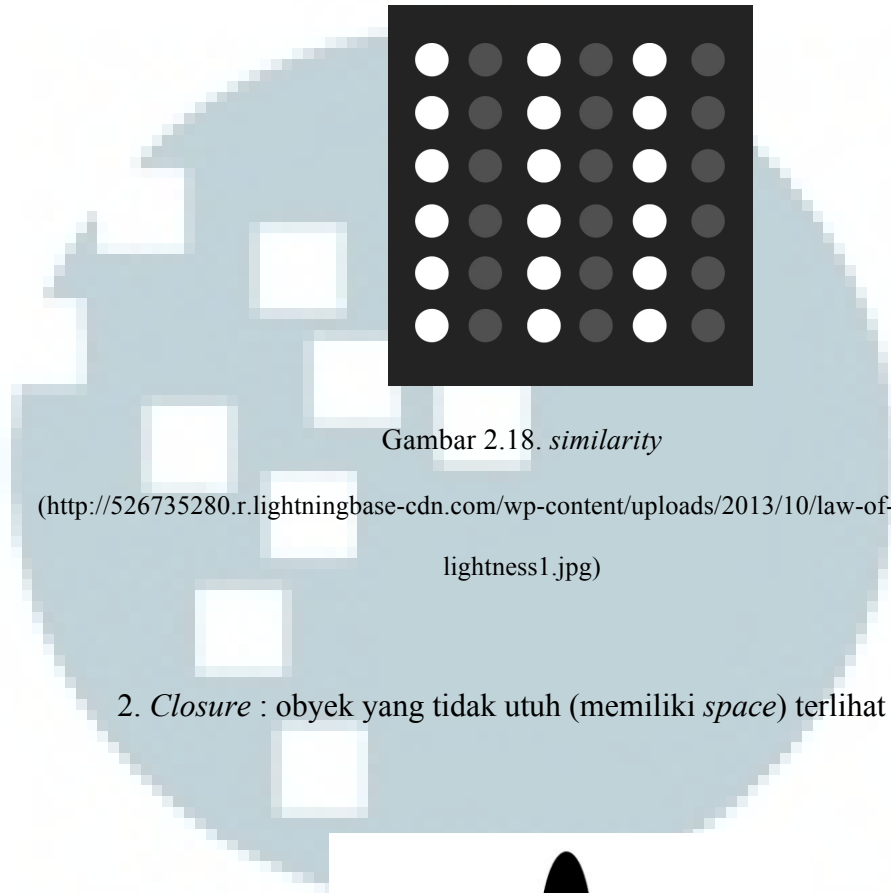 Gambar 2.18. similarity
(http://526735280.r.lightningbase-cdn.com/wp-content/uploads/2013/10/law-of-
lightness1.jpg)
2. Closure : obyek yang tidak utuh (memiliki space) terlihat